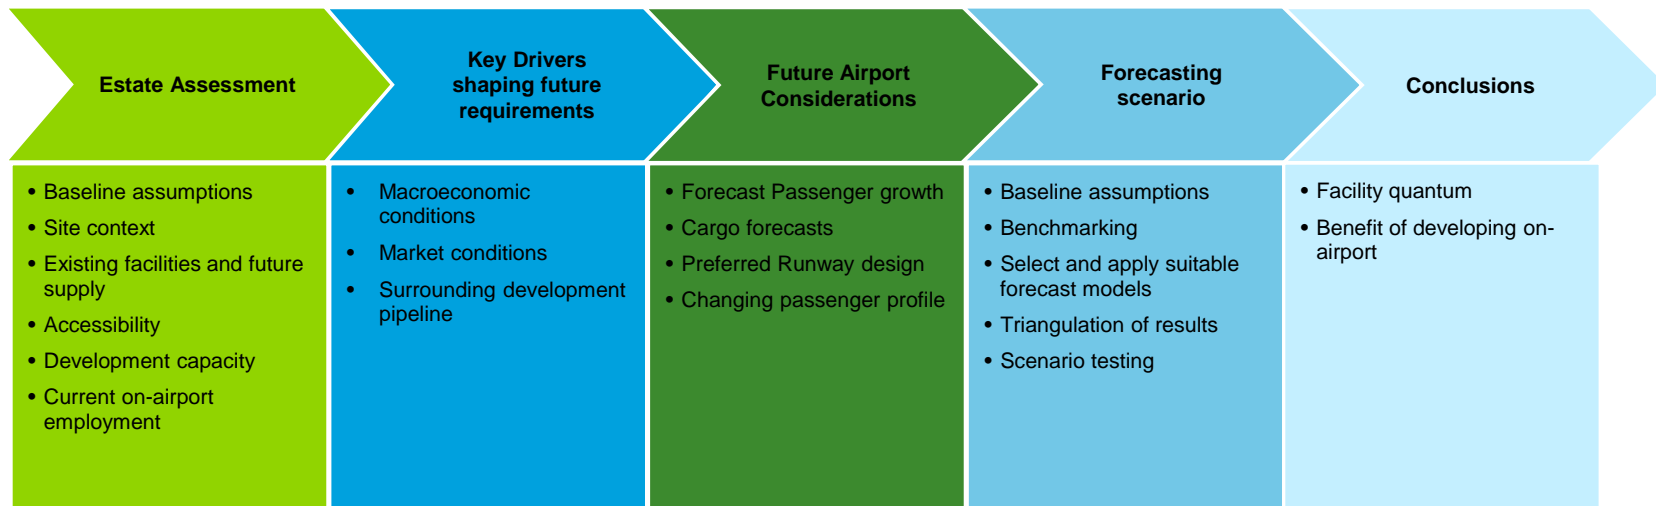 Estate Assessment
Key Drivers
shaping future
requirements
Future Airport
Considerations
Forecasting
scenario
Conclusions
• Baseline assumptions
• Site context
• Existing facilities and future
supply
• Accessibility
• Development capacity
• Current on-airport
employment
• Macroeconomic
conditions
• Market conditions
• Surrounding development
pipeline
• Forecast Passenger growth
• Cargo forecasts
• Preferred Runway design
• Changing passenger profile
• Baseline assumptions
• Benchmarking
• Select and apply suitable
forecast models
• Triangulation of results
• Scenario testing
• Facility quantum
• Benefit of developing on-
airport